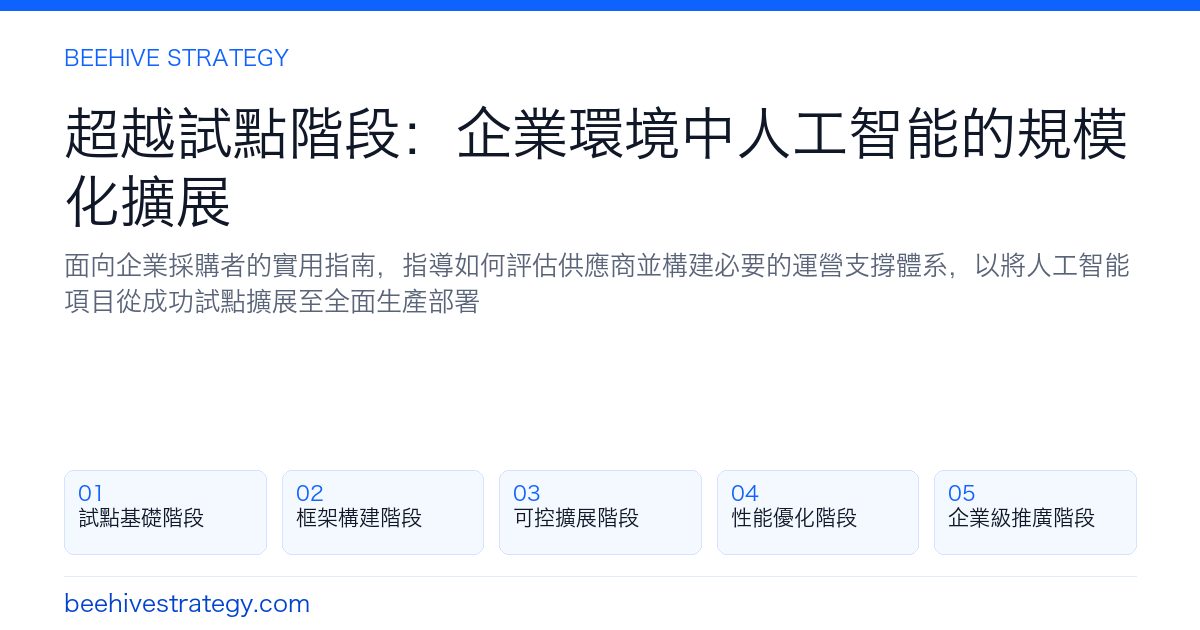 BEEHIVE STRATEGY
超越試點階段：企業環境中人工智能的規模
化擴展
面向企業採購者的實用指南，指導如何評估供應商並構建必要的運營支撐體系，以將人工智能
項目從成功試點擴展至全面生產部署
01
試點基礎階段
02
框架構建階段
03
可控擴展階段
04
性能優化階段
05
企業級推廣階段
beehivestrategy.com